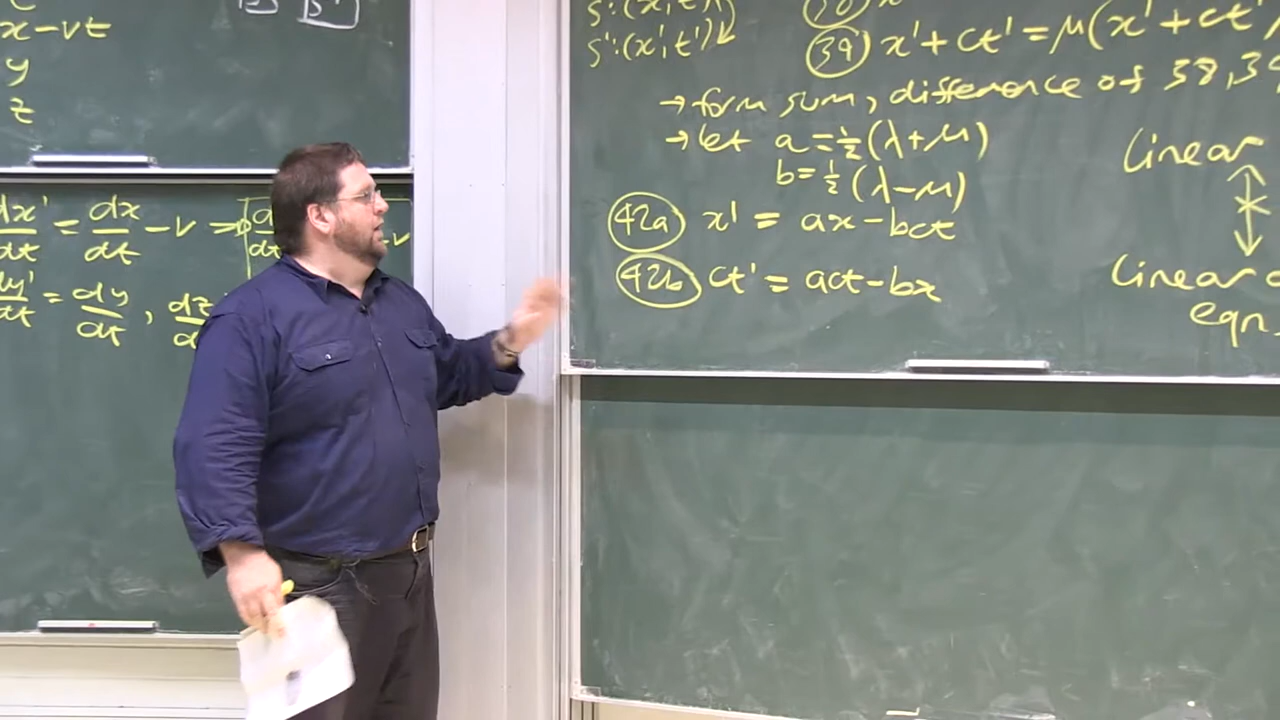 x-vt
y
z
dx'/dt = dx/dt - v ⇒
dy'/dt = dy/dt, dz
S:(x,t)
S':(x',t')
39 x'+ct'=μ(x'+ct'
→ form sum, difference of 38,39
→ let a=½(λ+μ)
b=½(λ-μ)
42a x' = ax-bct
42b ct' = act-bx
Linear
Linear
eqn